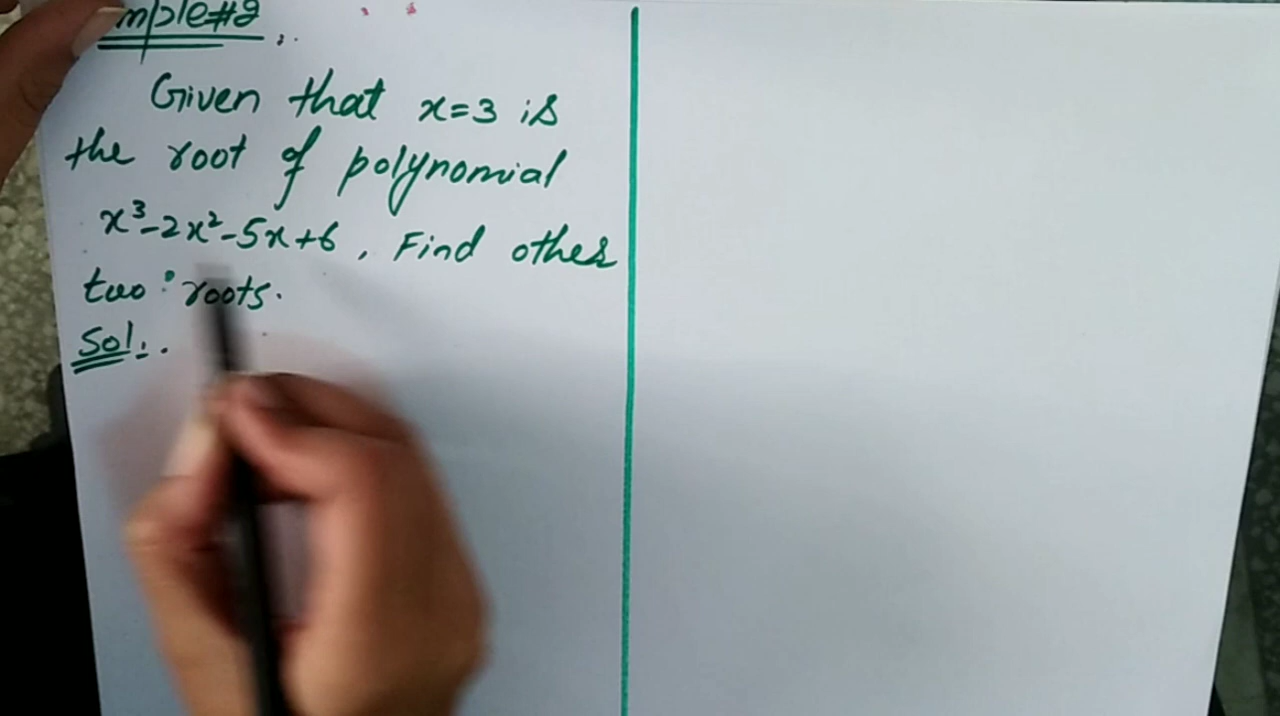 mple#2
Given that x=3 is
the root of polynomial
x³-2x²-5x+6, Find other
two roots.
Sol:.